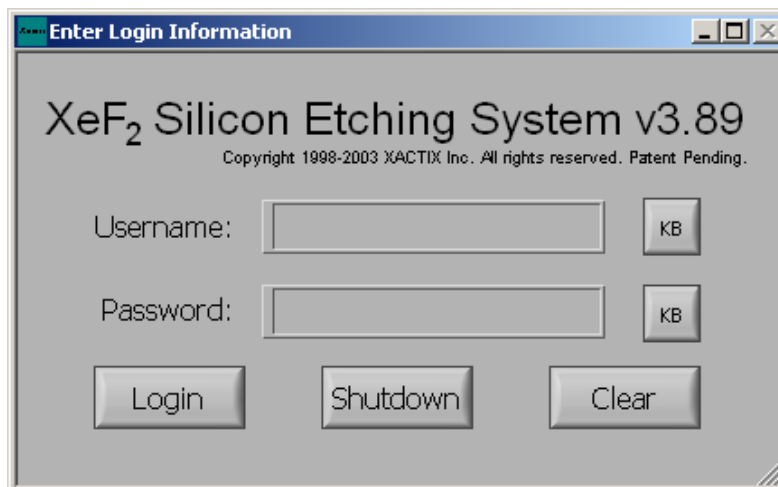 Enter Login Information
XeF₂ Silicon Etching System v3.89
Copyright 1998-2003 XACTIX Inc. All rights reserved. Patent Pending.
Username:
KB
Password:
KB
Login Shutdown Clear